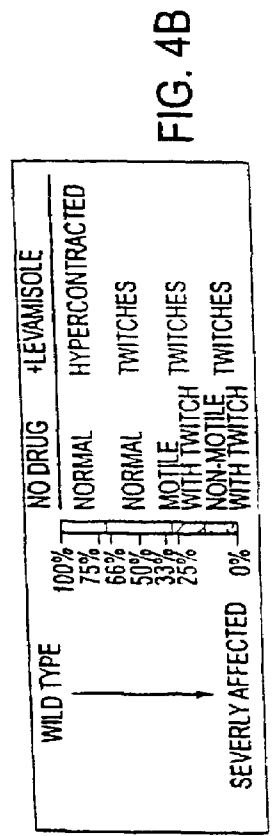 WILD TYPE
SEVERLY AFFECTED
100%
75%
66%
50%
33%
25%
0%
NO DRUG +LEVAMISOLE
NORMAL HYPERCONTRACTED
NORMAL TWITCHES
MOTILE
WITH TWITCH TWITCHES
NON-MOTILE
WITH TWITCH TWITCHES
FIG. 4B